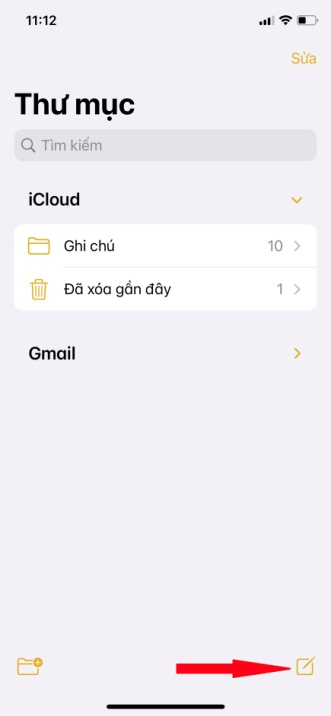 11:12
Sửa
Thư mục
Tìm kiếm
iCloud
Ghi chú 10
Đã xóa gần đây 1
Gmail